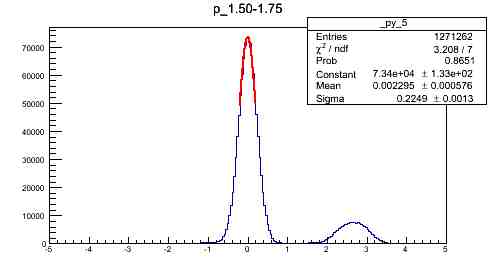 p_1.50-1.75
_py_5
Entries 1271262
χ² / ndf 3.208 / 7
Prob 0.8651
Constant 7.34e+04 ± 1.33e+02
Mean 0.002295 ± 0.000576
Sigma 0.2249 ± 0.0013
70000
60000
50000
40000
30000
20000
10000
0
-5 -4 -3 -2 -1 0 1 2 3 4 5